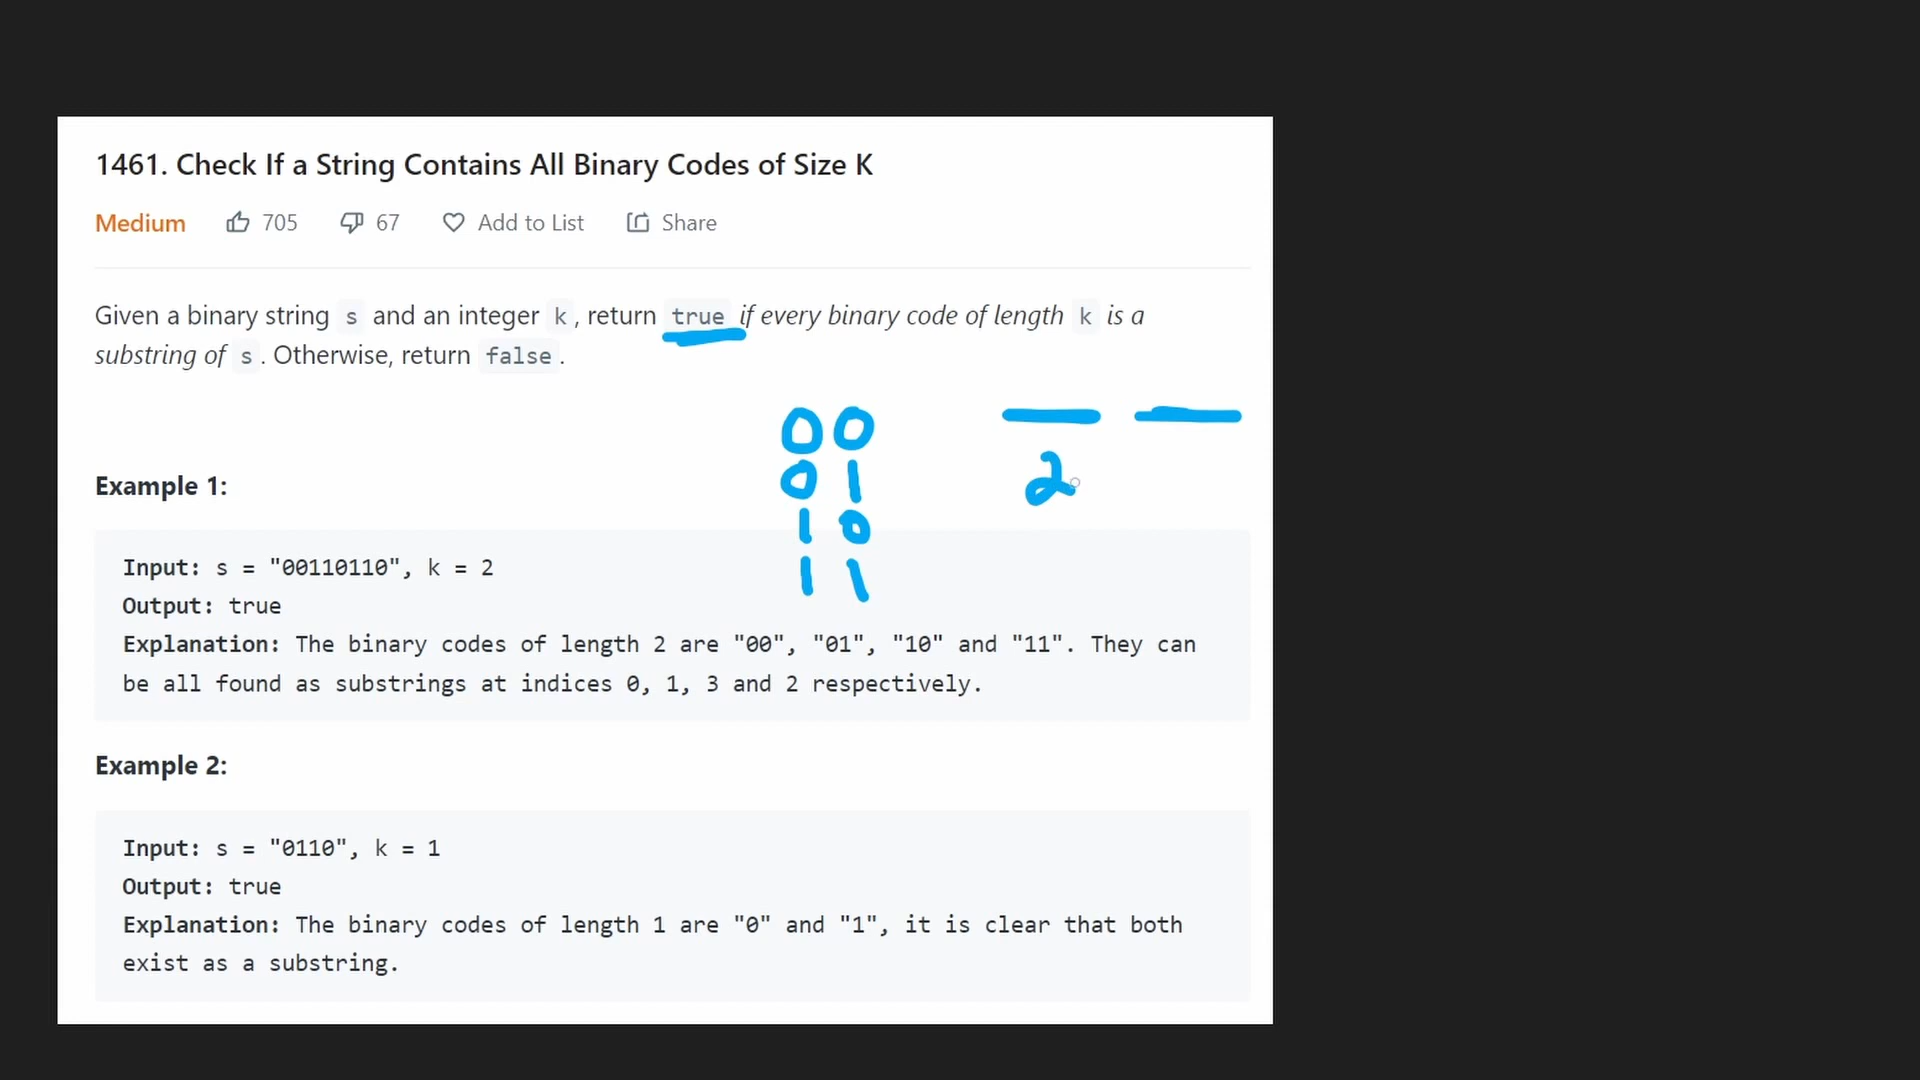 1461. Check If a String Contains All Binary Codes of Size K
Medium 705 67 Add to List Share
Given a binary string s and an integer k, return true if every binary code of length k is a
substring of s. Otherwise, return false.
00
01
10
11
2
Example 1:
Input: s = "00110110", k = 2
Output: true
Explanation: The binary codes of length 2 are "00", "01", "10" and "11". They can
be all found as substrings at indices 0, 1, 3 and 2 respectively.
Example 2:
Input: s = "0110", k = 1
Output: true
Explanation: The binary codes of length 1 are "0" and "1", it is clear that both
exist as a substring.